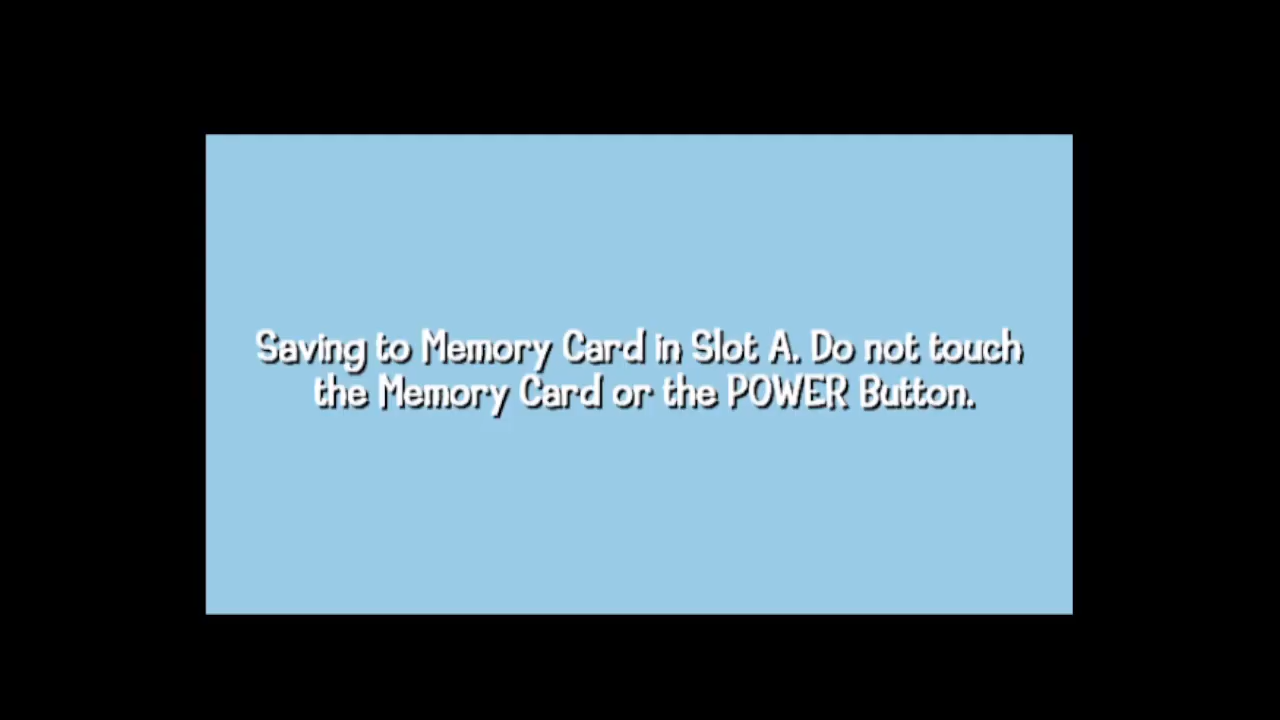 Saving to Memory Card in Slot A. Do not touch
the Memory Card or the POWER Button.